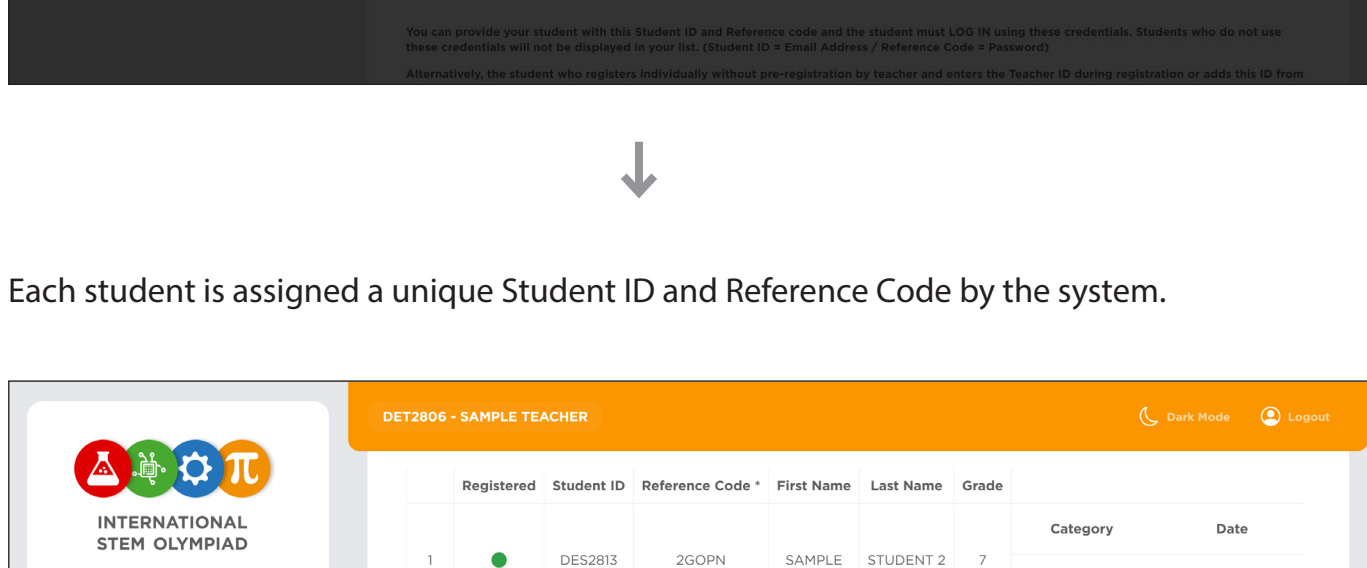 You can provide your student with this Student ID and Reference code and the student must LOG IN using these credentials. Students who do not use
these credentials will not be displayed in your list. (Student ID = Email Address / Reference Code = Password)
Alternatively, the student who registers individually without pre-registration by teacher and enters the Teacher ID during registration or adds this ID from
Each student is assigned a unique Student ID and Reference Code by the system.
DET2806 - SAMPLE TEACHER Dark Mode Logout
INTERNATIONAL
STEM OLYMPIAD
Registered Student ID Reference Code * First Name Last Name Grade
Category Date
1 DES2813 2GOPN SAMPLE STUDENT 2 7